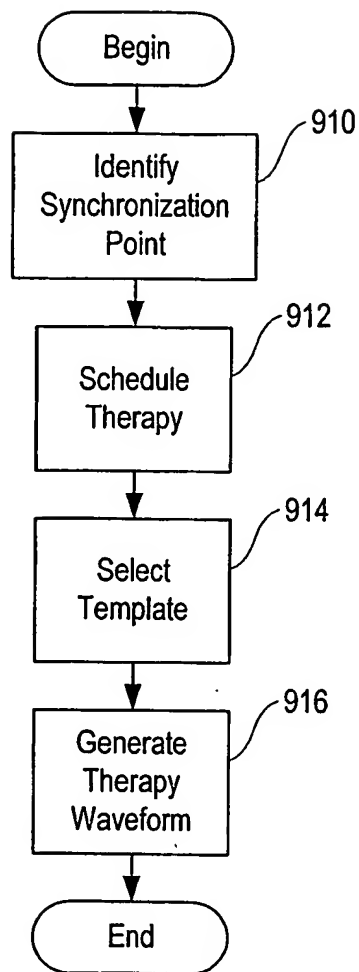 Begin
910
Identify
Synchronization
Point
912
Schedule
Therapy
914
Select
Template
916
Generate
Therapy
Waveform
End